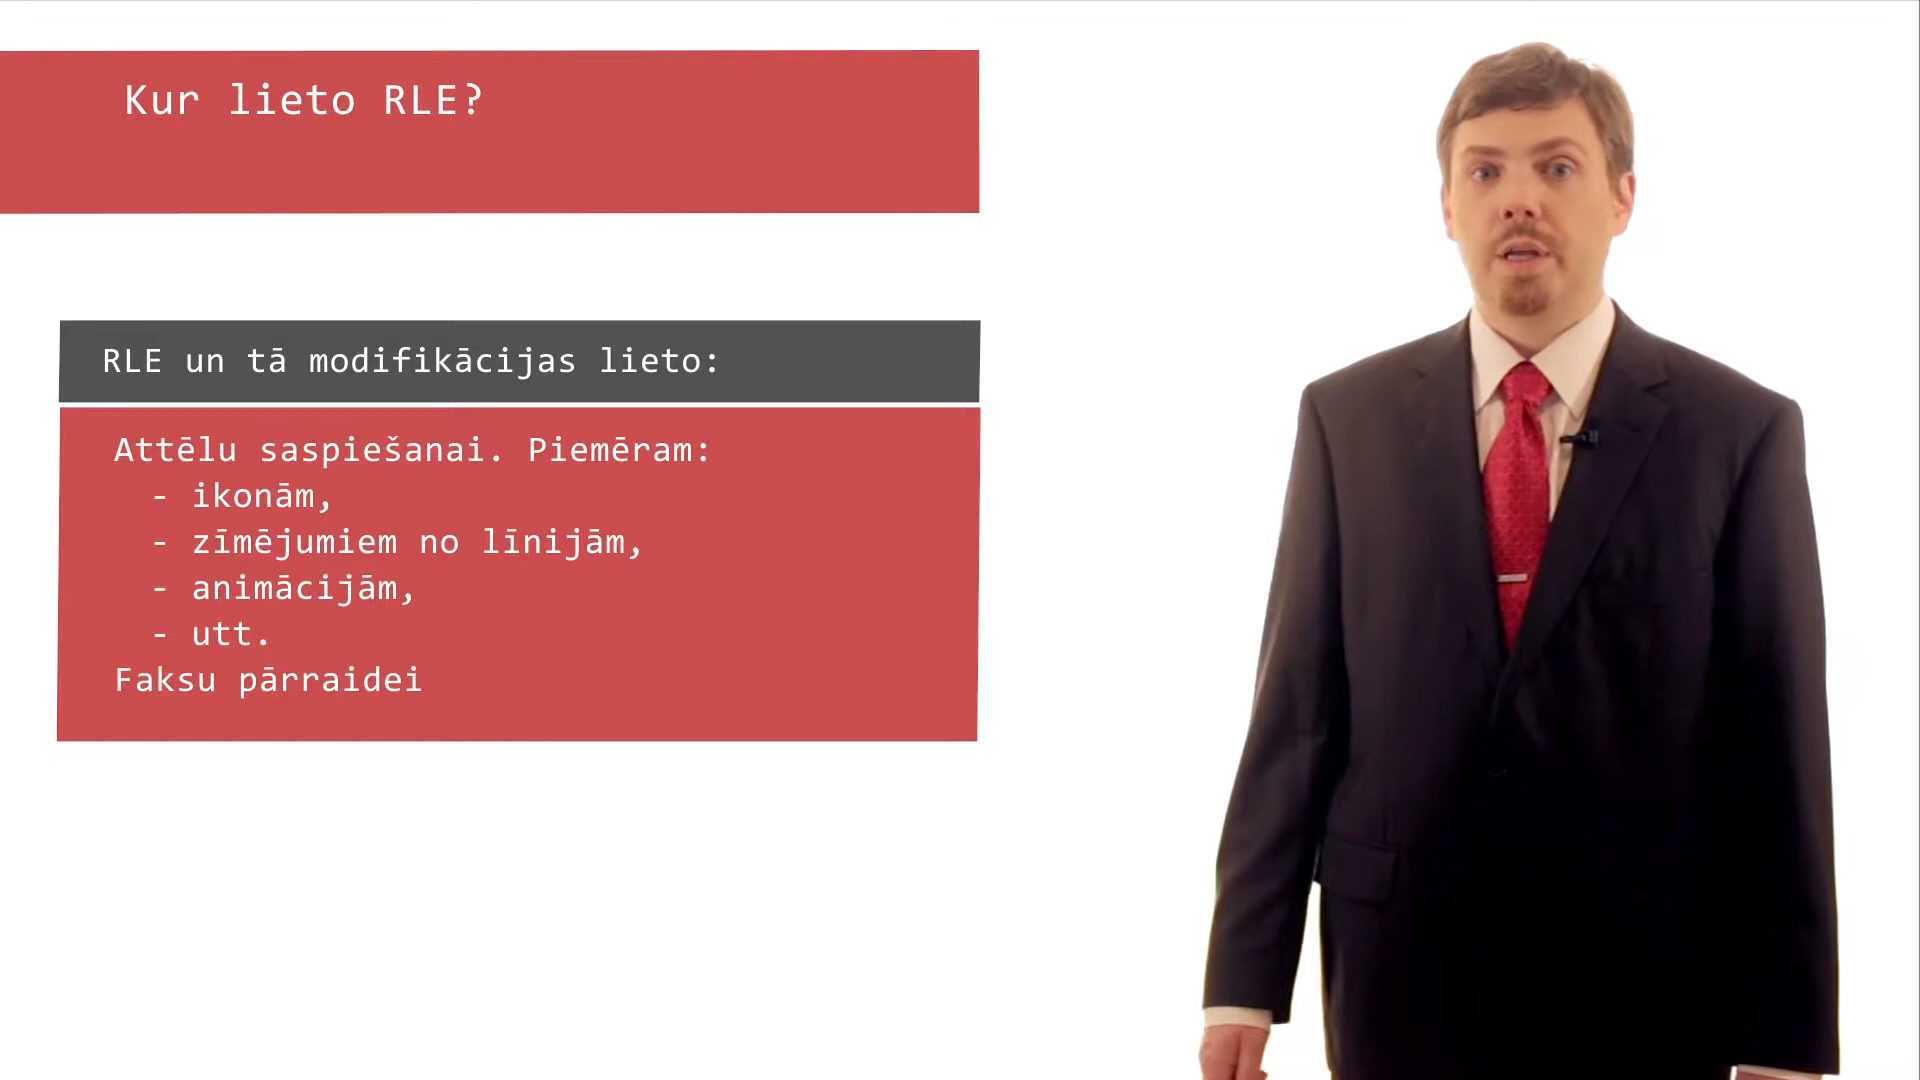 Kur lieto RLE?
RLE un tā modifikācijas lieto:
Attēlu saspiešanai. Piemēram:
- ikonām,
- zīmējumiem no līnijām,
- animācijām,
- utt.
Faksu pārraidei